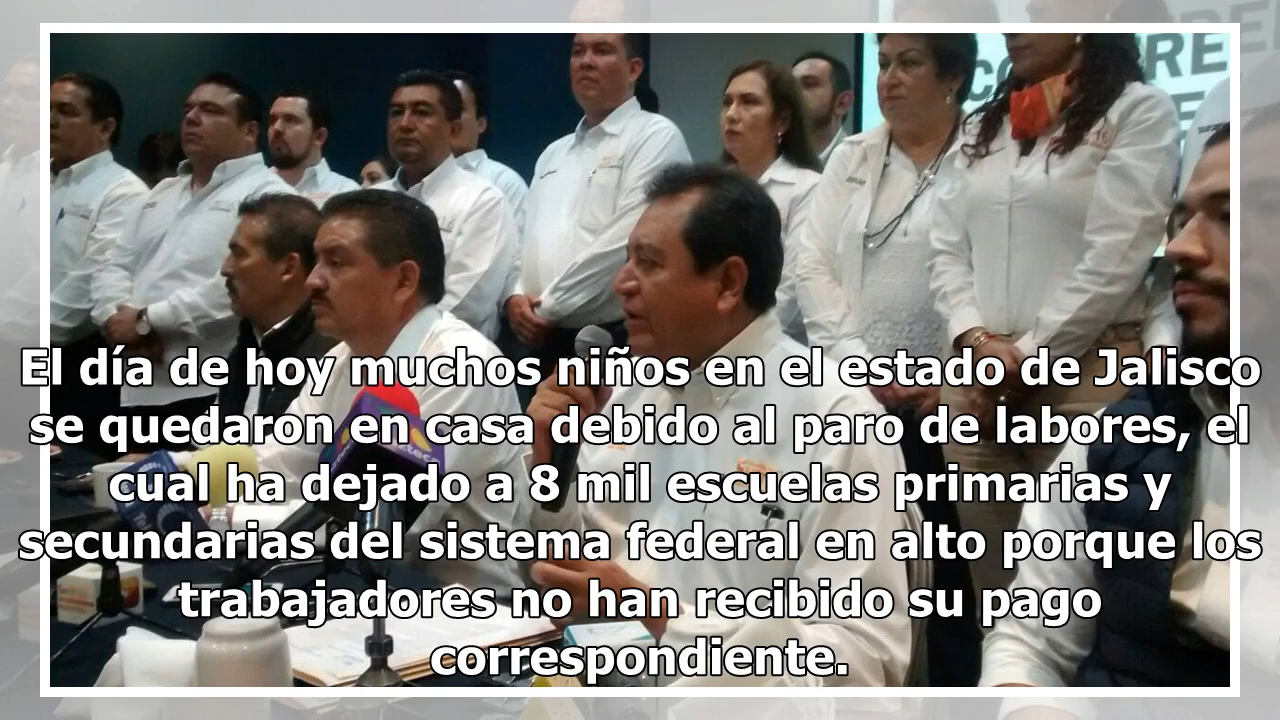 El día de hoy muchos niños en el estado de Jalisco
se quedaron en casa debido al paro de labores, el
cual ha dejado a 8 mil escuelas primarias y
secundarias del sistema federal en alto porque los
trabajadores no han recibido su pago
correspondiente.